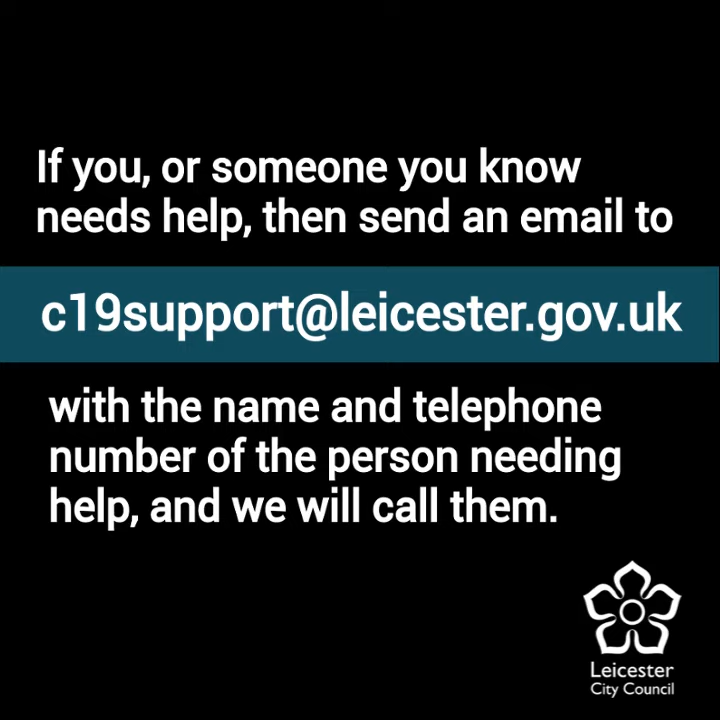 If you, or someone you know
needs help, then send an email to
c19support@leicester.gov.uk
with the name and telephone
number of the person needing
help, and we will call them.
Leicester
City Council